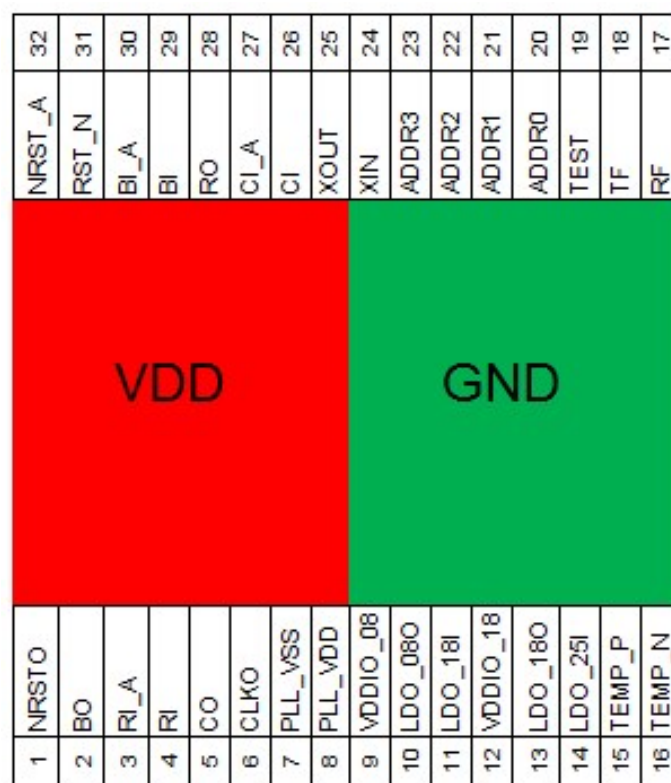 32 31 30 29 28 27 26 25 24 23 22 21 20 19 18 17
NRST_A RST_N BI_A BI RO CI_A CI XOUT XIN ADDR3 ADDR2 ADDR1 ADDR0 TEST TF RF
VDD GND
NRSTO BO RI_A RI CO CLKO PLL_VSS PLL_VDD VDDIO_08 LDO_08O LDO_18I VDDIO_18 LDO_18O LDO_25I TEMP_P TEMP_N
1 2 3 4 5 6 7 8 9 10 11 12 13 14 15 16